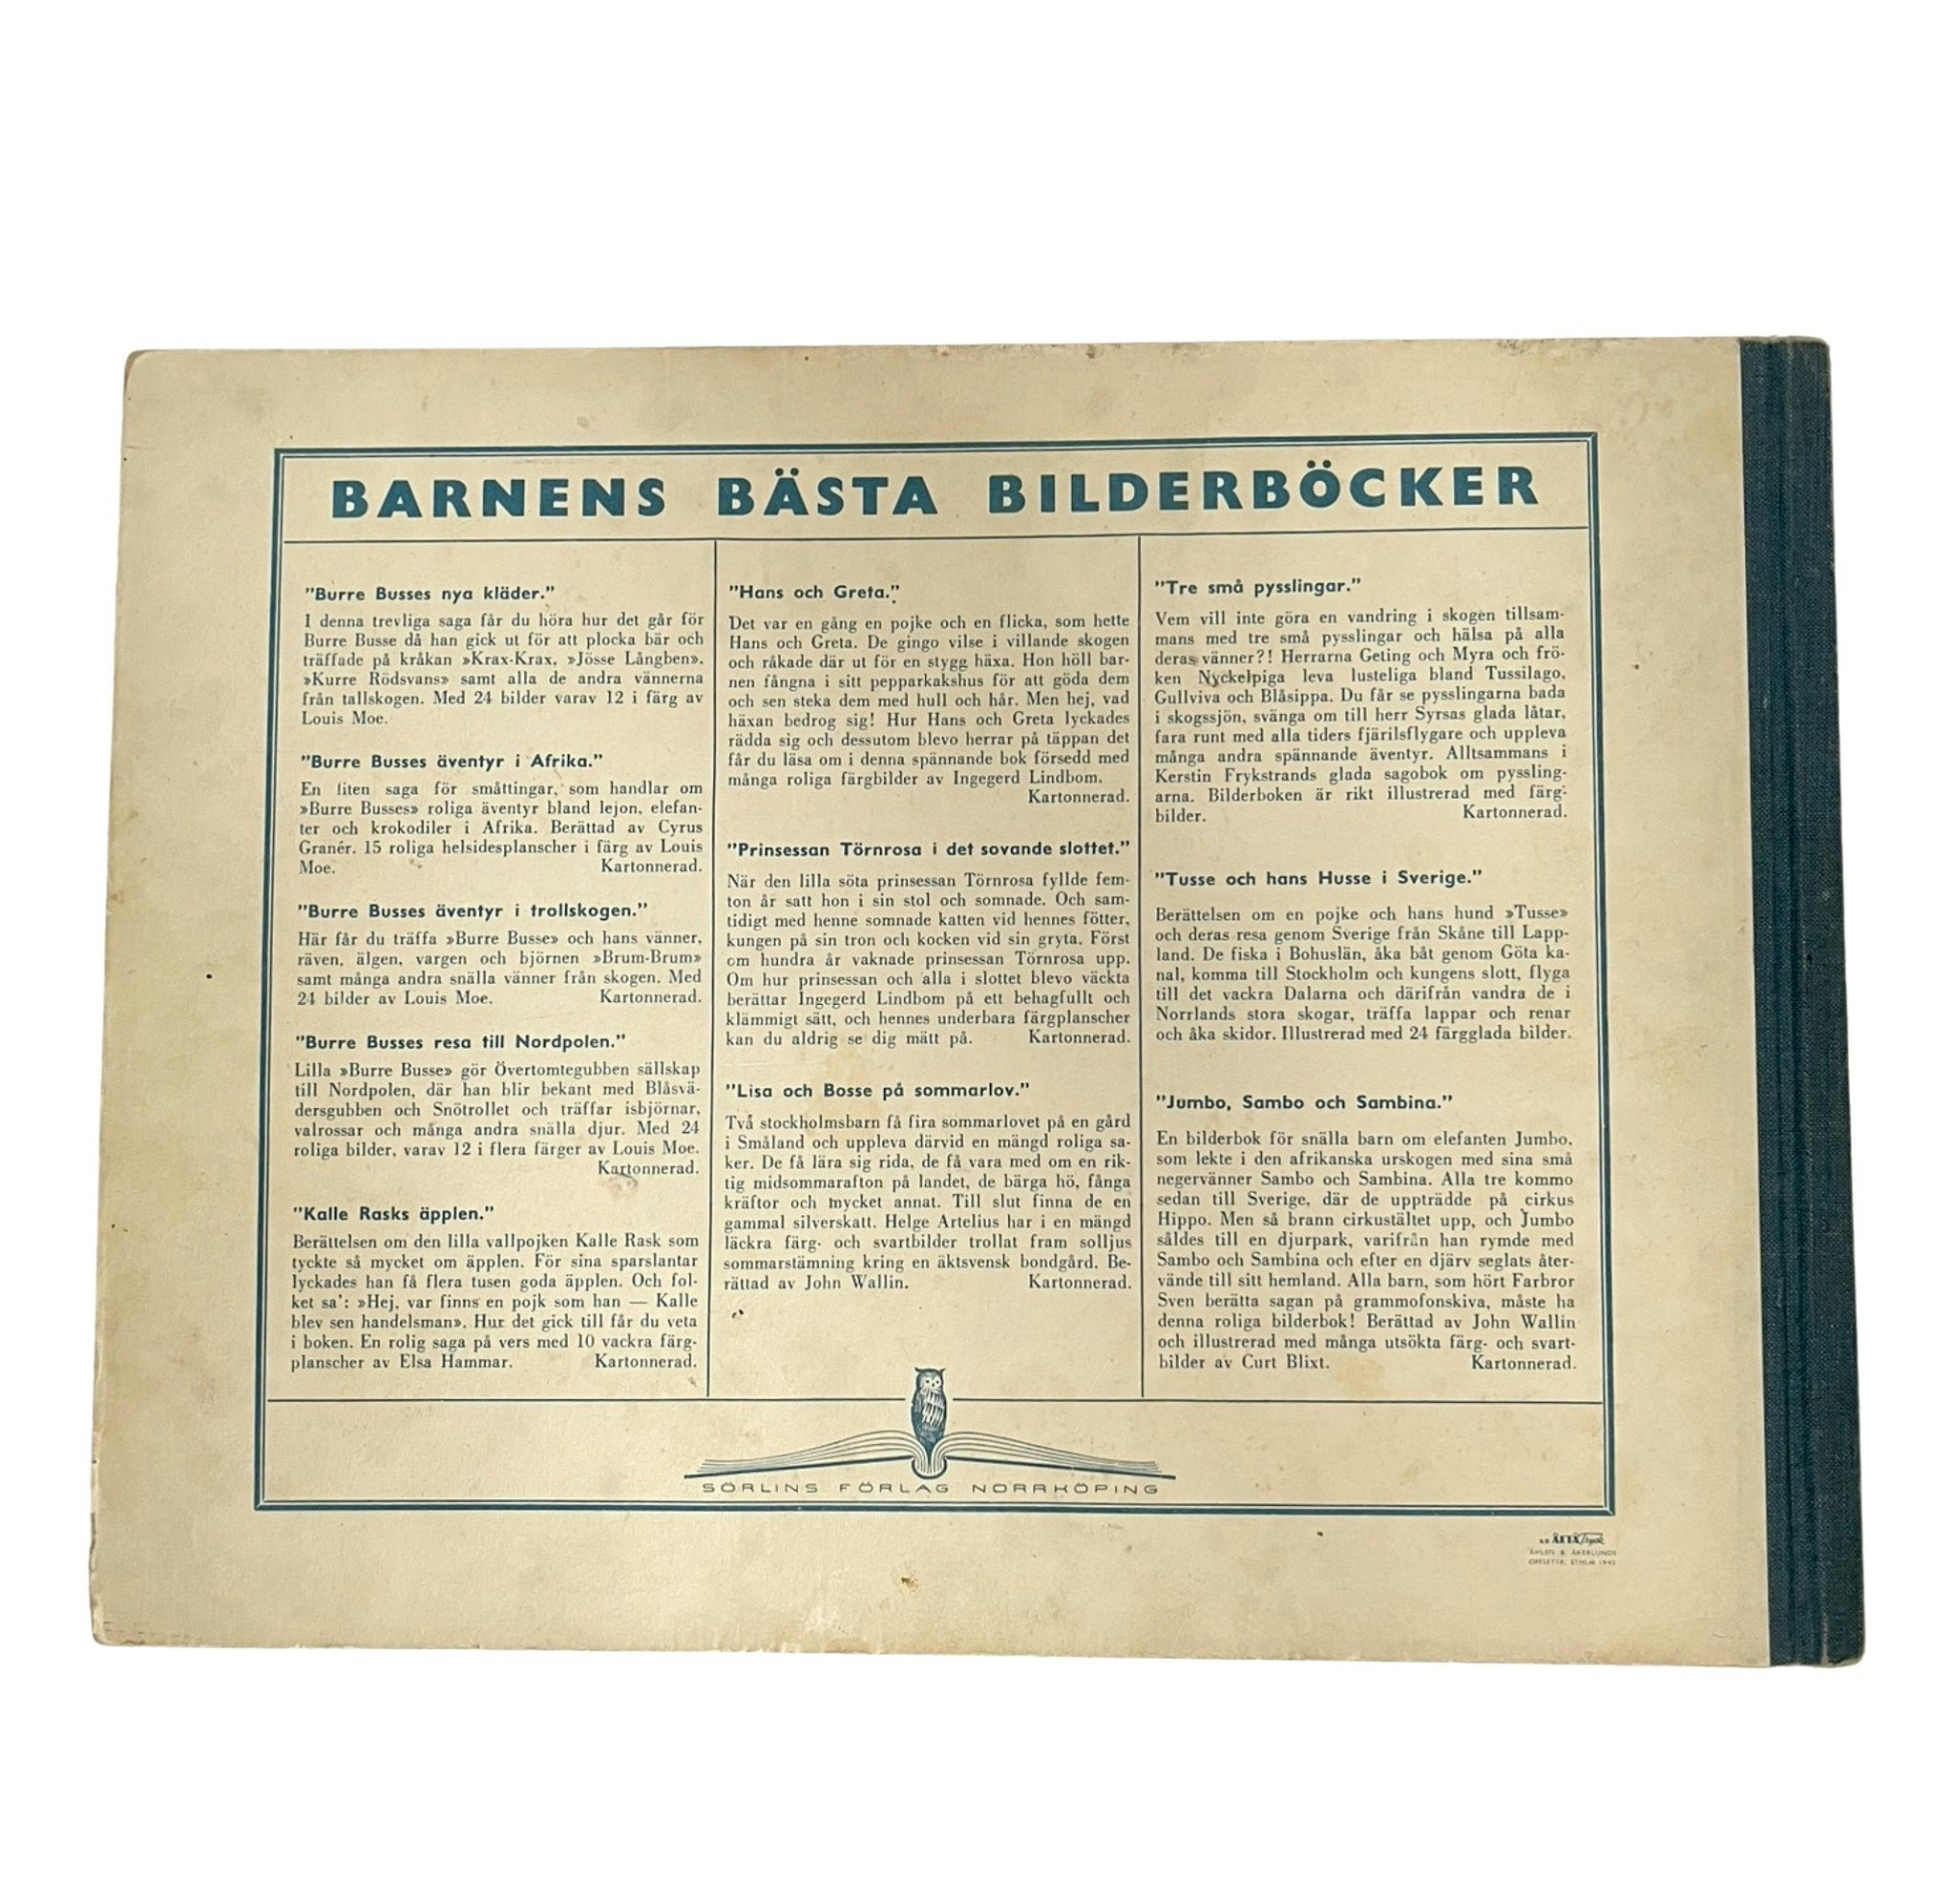 BARNENS BÄSTA BILDERBÖCKER
"Burre Busses nya kläder."
I denna trevliga saga får du höra hur det går för
Burre Busse då han gick ut för att plocka bär och
träffade på kråkan »Krax-Krax, »Jösse Långben»,
»Kurre Rödsvans» samt alla de andra vännerna
från tallskogen. Med 24 bilder varav 12 i färg av
Louis Moe.
"Burre Busses äventyr i Afrika."
En liten saga för småttingar, som handlar om
»Burre Busses» roliga äventyr bland lejon, elefan-
ter och krokodiler i Afrika. Berättad av Cyrus
Granér. 15 roliga helsidesplanscher i färg av Louis
Moe. Kartonnerad.
"Burre Busses äventyr i trollskogen."
Här får du träffa »Burre Busse» och hans vänner,
räven, älgen, vargen och björnen »Brum-Brum»
samt många andra snälla vänner från skogen. Med
24 bilder av Louis Moe. Kartonnerad.
"Burre Busses resa till Nordpolen."
Lilla »Burre Busse» gör Övertomtegubben sällskap
till Nordpolen, där han blir bekant med Blåsvä-
dersgubben och Snötrollet och träffar isbjörnar,
valrossar och många andra snälla djur. Med 24
roliga bilder, varav 12 i flera färger av Louis Moe.
Kartonnerad.
"Kalle Rasks äpplen."
Berättelsen om den lilla vallpojken Kalle Rask som
tyckte så mycket om äpplen. För sina sparslantar
lyckades han få flera tusen goda äpplen. Och fol-
ket sa': »Hej, var finns en pojk som han — Kalle
blev sen handelsman». Hur det gick till får du veta
i boken. En rolig saga på vers med 10 vackra färg-
planscher av Elsa Hammar. Kartonnerad.
"Hans och Greta."
Det var en gång en pojke och en flicka, som hette
Hans och Greta. De gingo vilse i villande skogen
och råkade där ut för en stygg häxa. Hon höll bar-
nen fångna i sitt pepparkakshus för att göda dem
och sen steka dem med hull och hår. Men hej, vad
häxan bedrog sig! Hur Hans och Greta lyckades
rädda sig och dessutom blevo herrar på täppan det
får du läsa om i denna spännande bok försedd med
många roliga färgbilder av Ingegerd Lindbom.
Kartonnerad.
"Prinsessan Törnrosa i det sovande slottet."
När den lilla söta prinsessan Törnrosa fyllde fem-
ton år satt hon i sin stol och somnade. Och sam-
tidigt med henne somnade katten vid hennes fötter,
kungen på sin tron och kocken vid sin gryta. Först
om hundra år vaknade prinsessan Törnrosa upp.
Om hur prinsessan och alla i slottet blevo väckta
berättar Ingegerd Lindbom på ett behagfullt och
klämmigt sätt, och hennes underbara färgplanscher
kan du aldrig se dig mätt på. Kartonnerad.
"Lisa och Bosse på sommarlov."
Två stockholmsbarn få fira sommarlovet på en gård
i Småland och uppleva därvid en mängd roliga sa-
ker. De få lära sig rida, de få vara med om en rik-
tig midsommarafton på landet, de bärga hö, fånga
kräftor och mycket annat. Till slut finna de en
gammal silverskatt. Helge Artelius har i en mängd
läckra färg- och svartbilder trollat fram solljus
sommarstämning kring en äktsvensk bondgård. Be-
rättad av John Wallin. Kartonnerad.
"Tre små pysslingar."
Vem vill inte göra en vandring i skogen tillsam-
mans med tre små pysslingar och hälsa på alla
deras vänner?! Herrarna Geting och Myra och frö-
ken Nyckelpiga leva lusteliga bland Tussilago,
Gullviva och Blåsippa. Du får se pysslingarna bada
i skogssjön, svänga om till herr Syrsas glada låtar,
fara runt med alla tiders fjärilsflygare och uppleva
många andra spännande äventyr. Alltsammans i
Kerstin Frykstrands glada sagobok om pyssling-
arna. Bilderboken är rikt illustrerad med färg-
bilder. Kartonnerad.
"Tusse och hans Husse i Sverige."
Berättelsen om en pojke och hans hund »Tusse»
och deras resa genom Sverige från Skåne till Lapp-
land. De fiska i Bohuslän, åka båt genom Göta ka-
nal, komma till Stockholm och kungens slott, flyga
till det vackra Dalarna och därifrån vandra de i
Norrlands stora skogar, träffa lappar och renar
och åka skidor. Illustrerad med 24 färgglada bilder.
"Jumbo, Sambo och Sambina."
En bilderbok för snälla barn om elefanten Jumbo,
som lekte i den afrikanska urskogen med sina små
negervänner Sambo och Sambina. Alla tre kommo
sedan till Sverige, där de uppträdde på cirkus
Hippo. Men så brann cirkustältet upp, och Jumbo
såldes till en djurpark, varifrån han rymde med
Sambo och Sambina och efter en djärv seglats åter-
vände till sitt hemland. Alla barn, som hört Farbror
Sven berätta sagan på grammofonskiva, måste ha
denna roliga bilderbok! Berättad av John Wallin
och illustrerad med många utsökta färg- och svart-
bilder av Curt Blixt. Kartonnerad.
SÖRLINS FÖRLAG NORRKÖPING
ÅHLÉN & ÅKERLUNDS